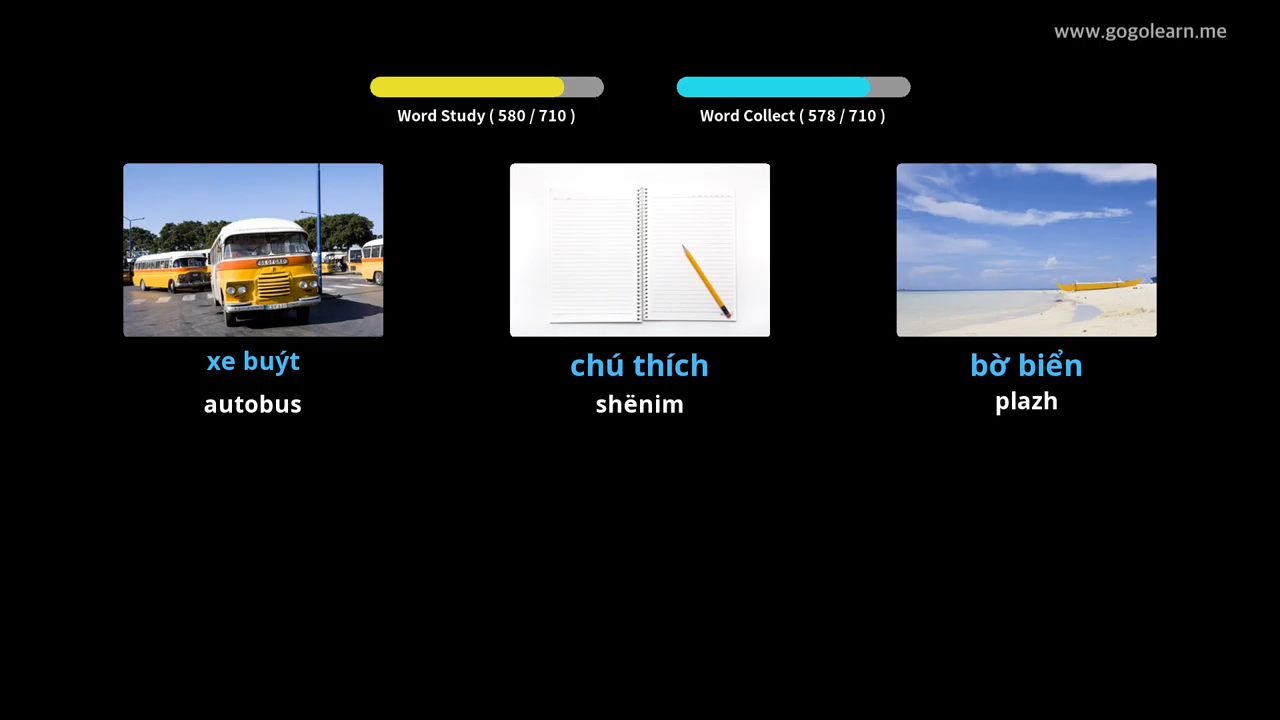 www.gogolearn.me
Word Study ( 580 / 710 )
Word Collect ( 578 / 710 )
xe buýt
chú thích
bờ biển
autobus
shënim
plazh